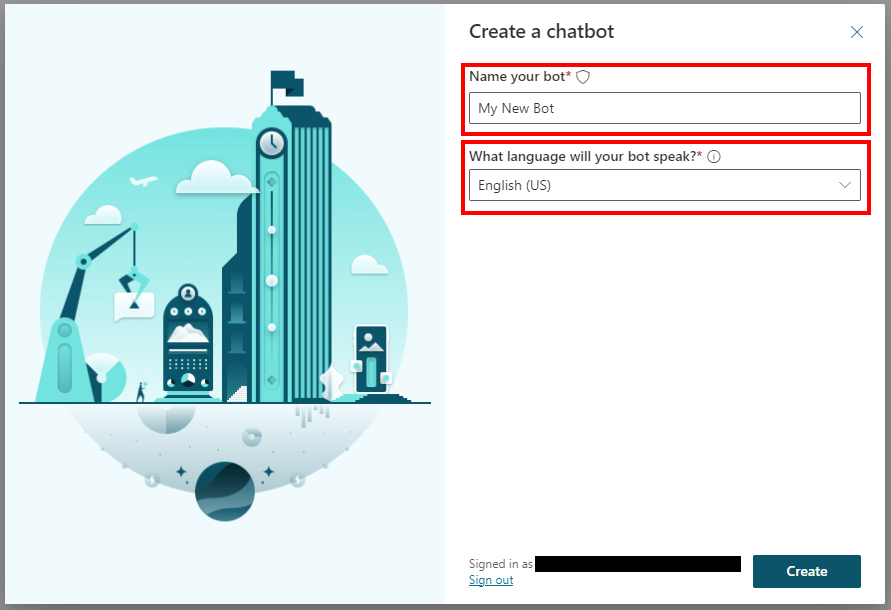 Create a chatbot
Name your bot*
My New Bot
What language will your bot speak?*
English (US)
Signed in as
Sign out
Create